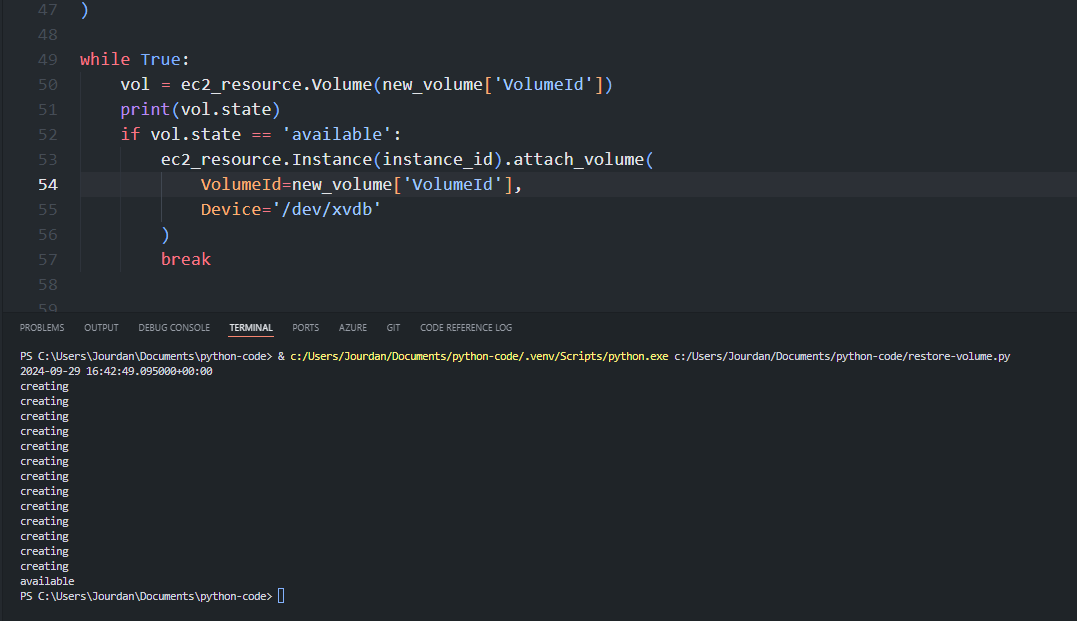 47 )
48
49 while True:
50     vol = ec2_resource.Volume(new_volume['VolumeId'])
51     print(vol.state)
52     if vol.state == 'available':
53         ec2_resource.Instance(instance_id).attach_volume(
54             VolumeId=new_volume['VolumeId'],
55             Device='/dev/xvdb'
56         )
57         break
58
59
PROBLEMS OUTPUT DEBUG CONSOLE TERMINAL PORTS AZURE GIT CODE REFERENCE LOG
PS C:\Users\Jourdan\Documents\python-code> & c:/Users/Jourdan/Documents/python-code/.venv/Scripts/python.exe c:/Users/Jourdan/Documents/python-code/restore-volume.py
2024-09-29 16:42:49.095000+00:00
creating
creating
creating
creating
creating
creating
creating
creating
creating
creating
creating
creating
creating
available
PS C:\Users\Jourdan\Documents\python-code>